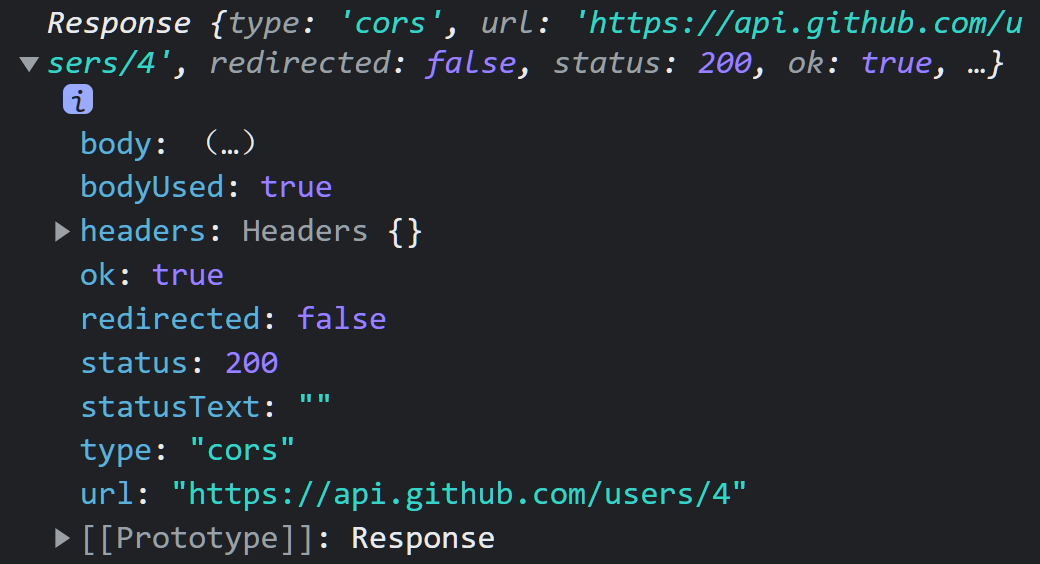 Response {type: 'cors', url: 'https://api.github.com/u
sers/4', redirected: false, status: 200, ok: true, …}
i
body: (…)
bodyUsed: true
headers: Headers {}
ok: true
redirected: false
status: 200
statusText: ""
type: "cors"
url: "https://api.github.com/users/4"
[[Prototype]]: Response